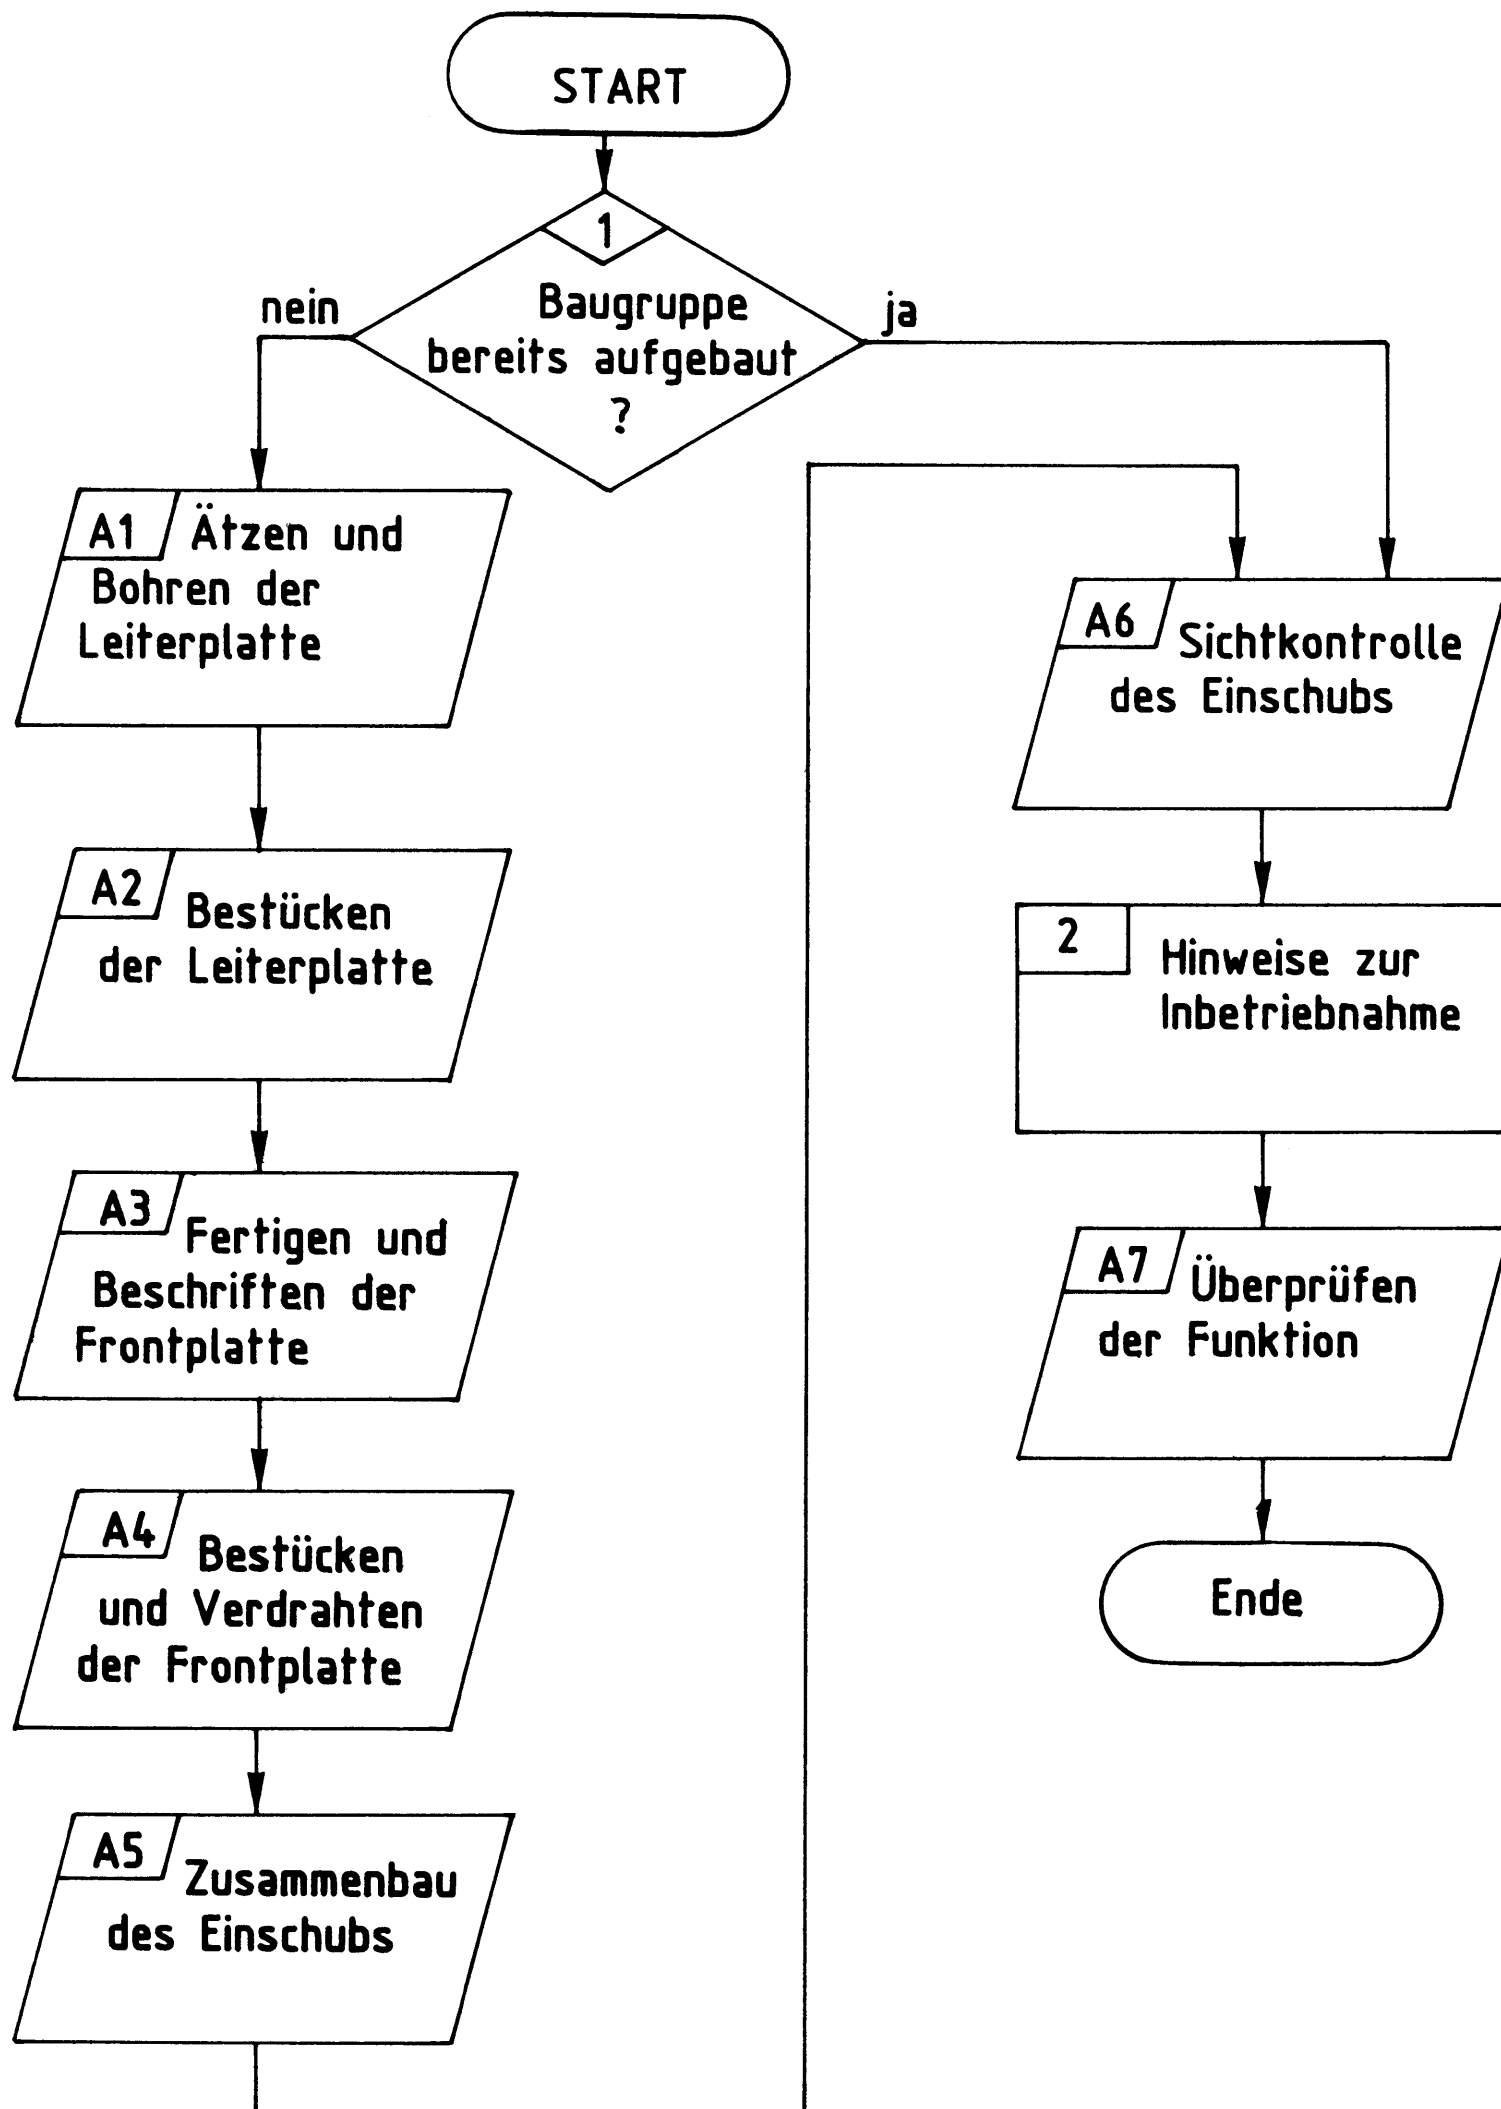 START
1
Baugruppe
bereits aufgebaut
?
nein
ja
A1 Ätzen und
Bohren der
Leiterplatte
A2 Bestücken
der Leiterplatte
A3 Fertigen und
Beschriften der
Frontplatte
A4 Bestücken
und Verdrahten
der Frontplatte
A5 Zusammenbau
des Einschubs
A6 Sichtkontrolle
des Einschubs
2 Hinweise zur
Inbetriebnahme
A7 Überprüfen
der Funktion
Ende